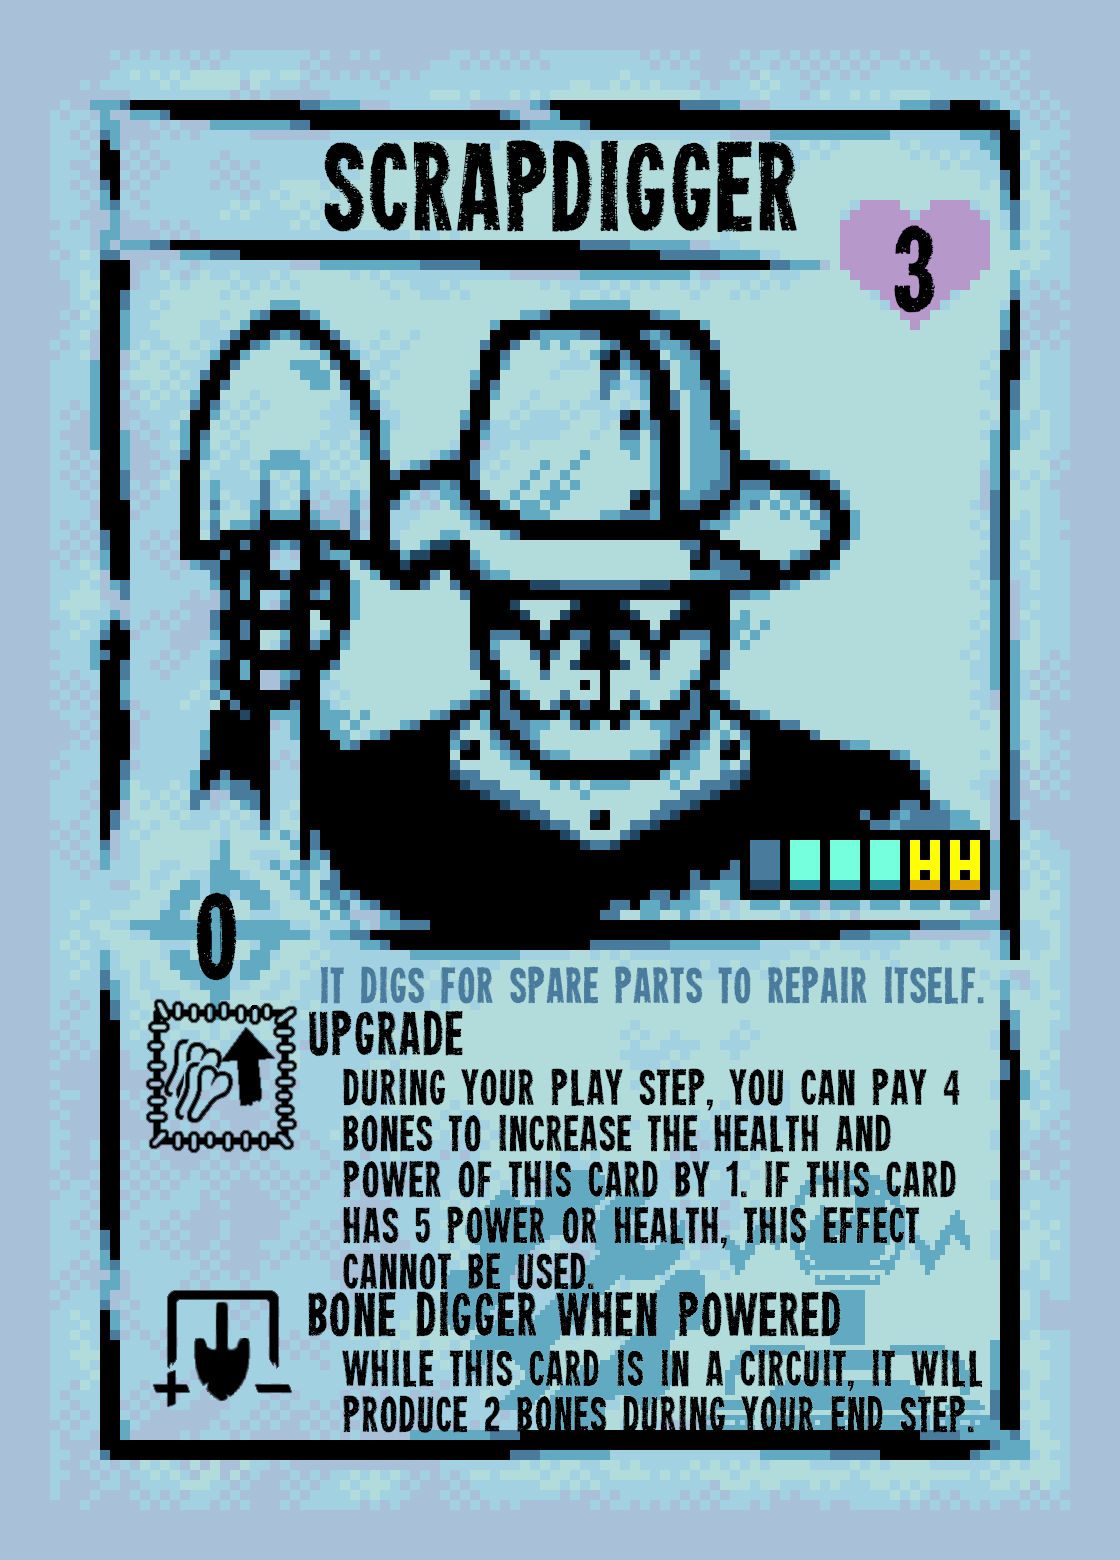 SCRAPDIGGER
3
0
IT DIGS FOR SPARE PARTS TO REPAIR ITSELF.
UPGRADE
DURING YOUR PLAY STEP, YOU CAN PAY 4
BONES TO INCREASE THE HEALTH AND
POWER OF THIS CARD BY 1. IF THIS CARD
HAS 5 POWER OR HEALTH, THIS EFFECT
CANNOT BE USED.
BONE DIGGER WHEN POWERED
WHILE THIS CARD IS IN A CIRCUIT, IT WILL
PRODUCE 2 BONES DURING YOUR END STEP.